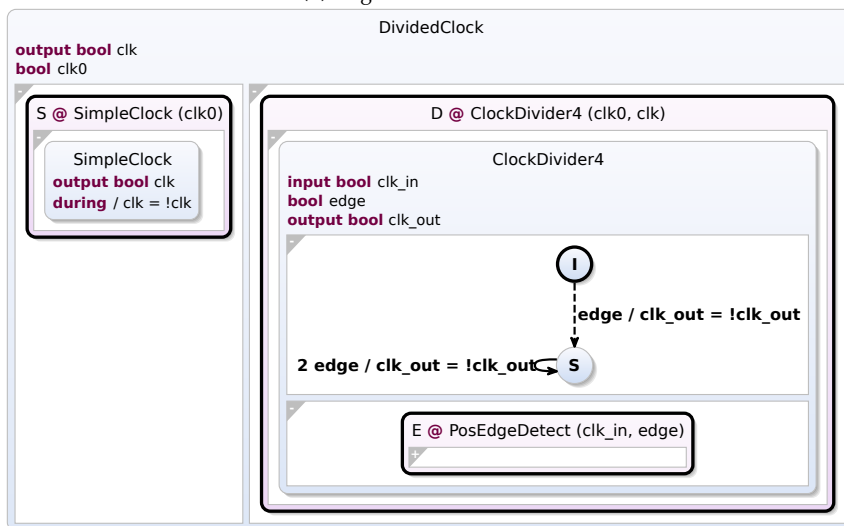 DividedClock
output bool clk
bool clk0
S @ SimpleClock (clk0)
SimpleClock
output bool clk
during / clk = !clk
D @ ClockDivider4 (clk0, clk)
ClockDivider4
input bool clk_in
bool edge
output bool clk_out
I
edge / clk_out = !clk_out
2 edge / clk_out = !clk_out
S
E @ PosEdgeDetect (clk_in, edge)